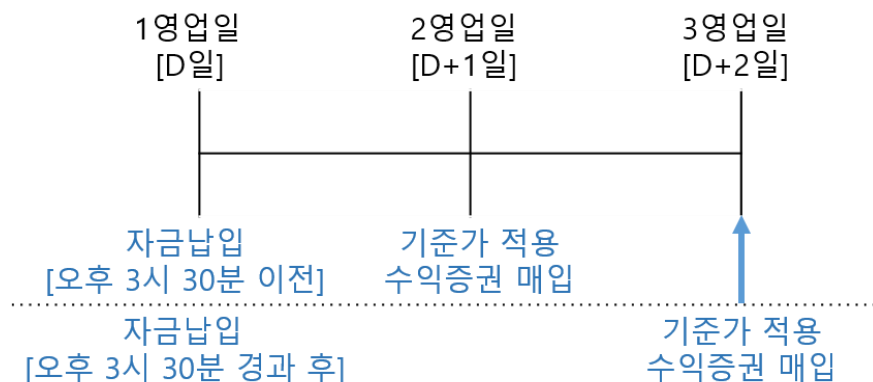 1영업일 2영업일 3영업일
[D일] [D+1일] [D+2일]
자금납입 기준가 적용
[오후 3시 30분 이전] 수익증권 매입
자금납입 기준가 적용
[오후 3시 30분 경과 후] 수익증권 매입